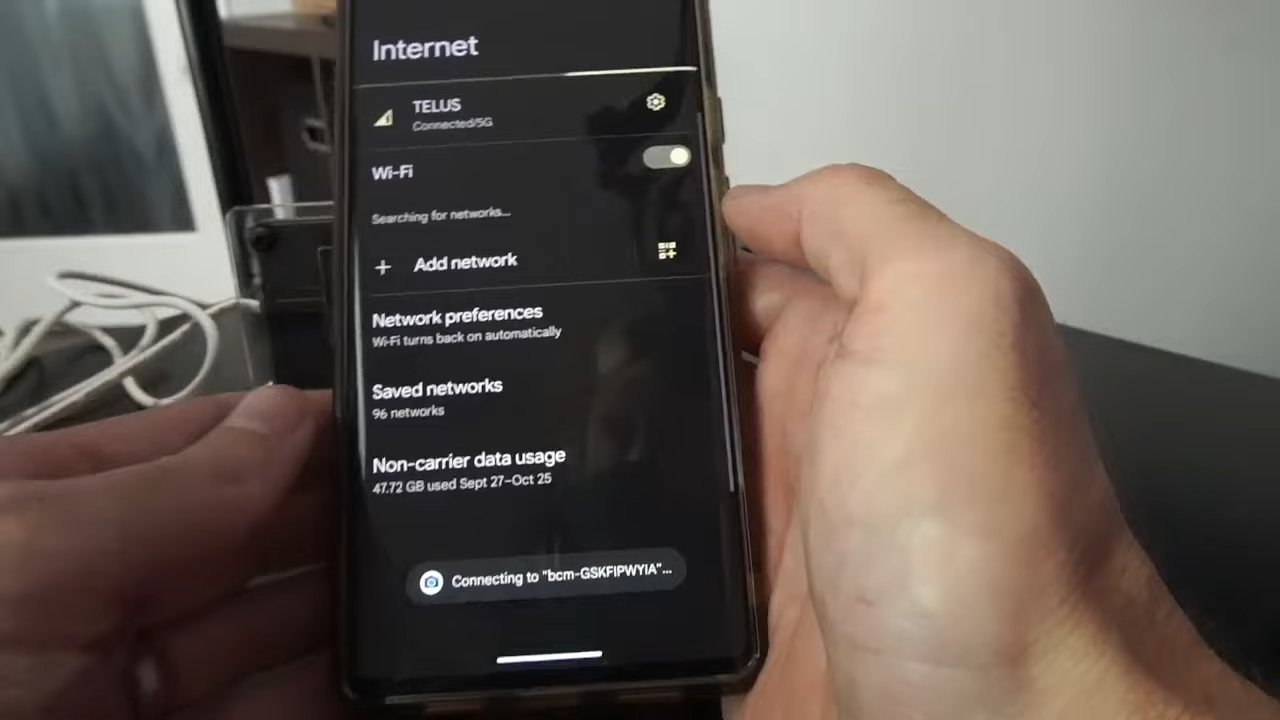 Internet
TELUS
Connected/5G
Wi-Fi
Searching for networks...
Add network
Network preferences
Wi-Fi turns back on automatically
Saved networks
96 networks
Non-carrier data usage
47.72 GB used Sept 27–Oct 25
Connecting to "bcm-GSKFIPWYIA"...